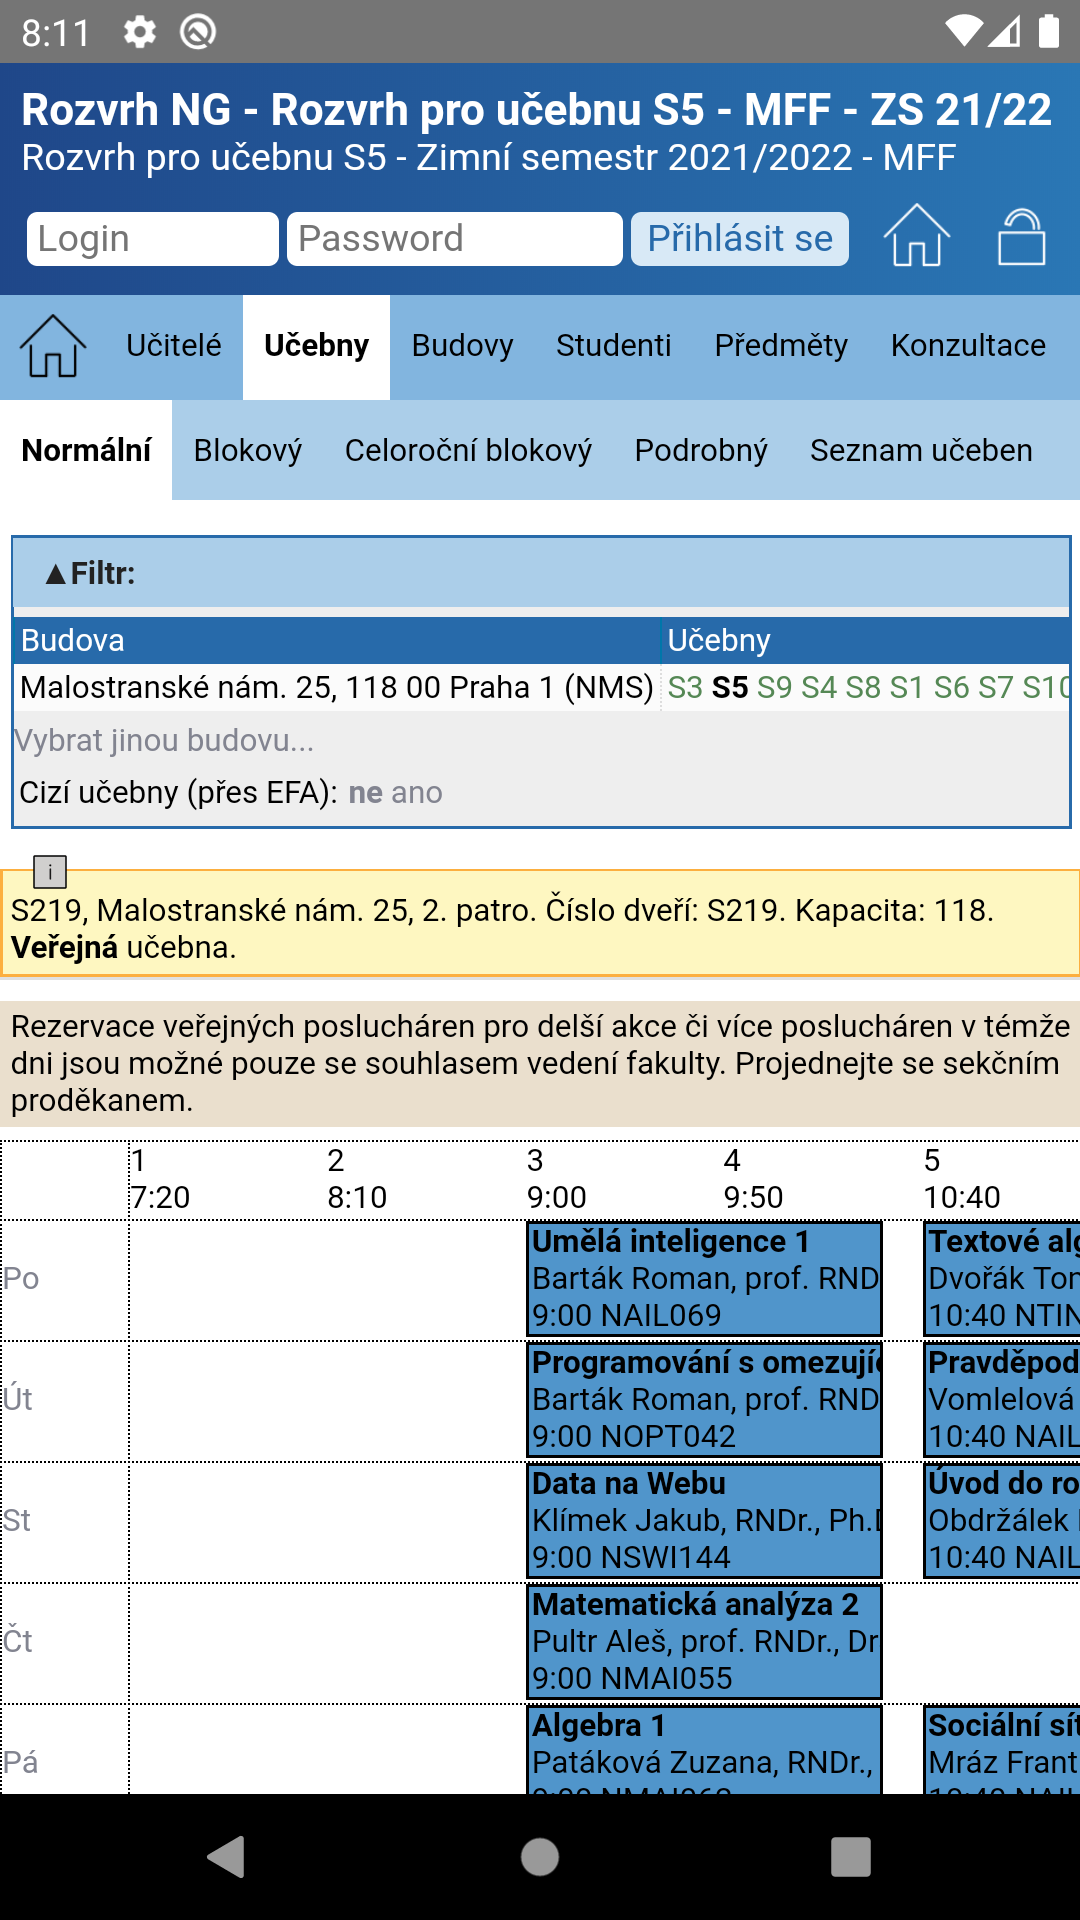 8:11
Rozvrh NG - Rozvrh pro učebnu S5 - MFF - ZS 21/22
Rozvrh pro učebnu S5 - Zimní semestr 2021/2022 - MFF
Login Password Přihlásit se
Učitelé Učebny Budovy Studenti Předměty Konzultace
Normální Blokový Celoroční blokový Podrobný Seznam učeben
▲Filtr:
Budova Učebny
Malostranské nám. 25, 118 00 Praha 1 (NMS) S3 S5 S9 S4 S8 S1 S6 S7 S10
Vybrat jinou budovu...
Cizí učebny (přes EFA): ne ano
i
S219, Malostranské nám. 25, 2. patro. Číslo dveří: S219. Kapacita: 118.
Veřejná učebna.
Rezervace veřejných poslucháren pro delší akce či více poslucháren v témže
dni jsou možné pouze se souhlasem vedení fakulty. Projednejte se sekčním
proděkanem.
1 2 3 4 5
7:20 8:10 9:00 9:50 10:40
Po
Umělá inteligence 1
Barták Roman, prof. RND
9:00 NAIL069
Textové alg
Dvořák Tom
10:40 NTIN
Út
Programování s omezujíc
Barták Roman, prof. RND
9:00 NOPT042
Pravděpod
Vomlelová
10:40 NAIL
St
Data na Webu
Klímek Jakub, RNDr., Ph.D
9:00 NSWI144
Úvod do ro
Obdržálek
10:40 NAIL
Čt
Matematická analýza 2
Pultr Aleš, prof. RNDr., Dr
9:00 NMAI055
Pá
Algebra 1
Patáková Zuzana, RNDr.,
Sociální sít
Mráz Frant